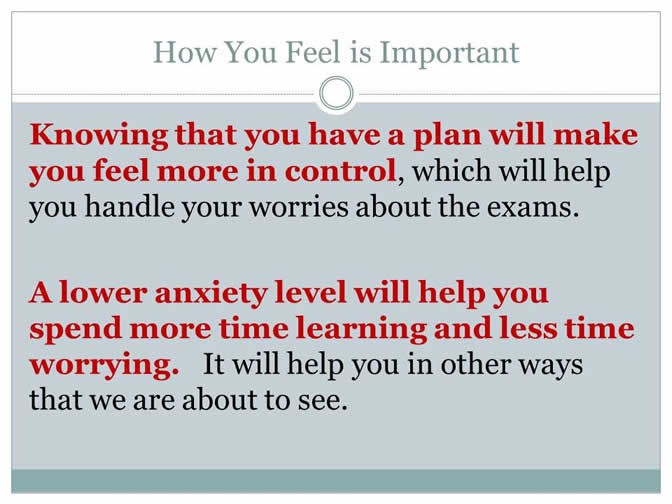 How You Feel is Important
Knowing that you have a plan will make
you feel more in control, which will help
you handle your worries about the exams.
A lower anxiety level will help you
spend more time learning and less time
worrying. It will help you in other ways
that we are about to see.